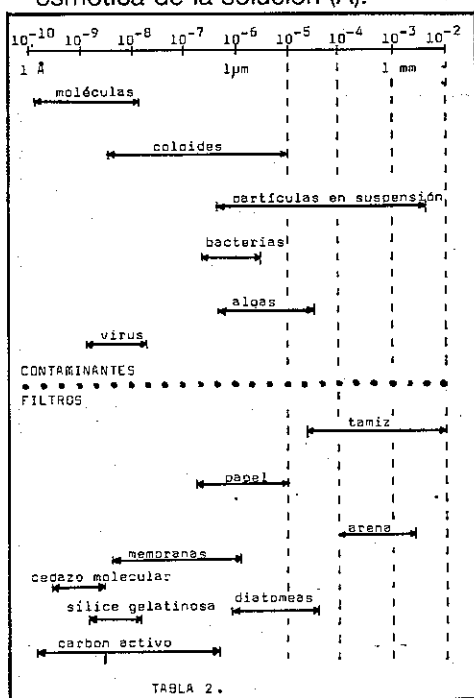 osmótica de la solución (A).
10⁻¹⁰ 10⁻⁹ 10⁻⁸ 10⁻⁷ 10⁻⁶ 10⁻⁵ 10⁻⁴ 10⁻³ 10⁻²
1 Å 1µm 1 mm
moléculas
coloides
partículas en suspensión
bacterias
algas
virus
CONTAMINANTES
FILTROS
tamiz
papel
arena
membranas
cedazo molecular
sílice gelatinosa
diatomeas
carbon activo
TABLA 2.